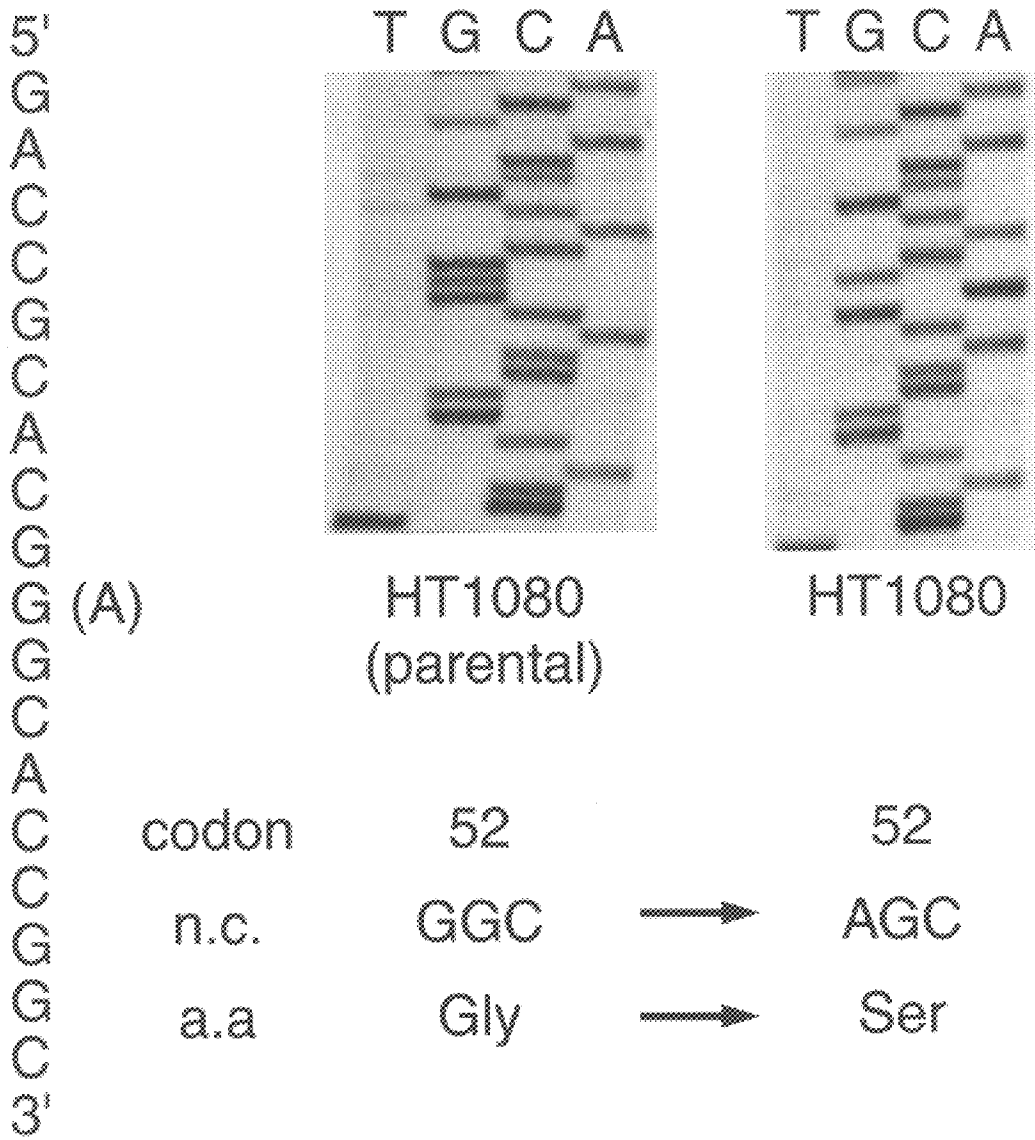 5'
G
A
C
C
G
C
A
C
G
G (A)
G
C
A
C
C
G
G
C
3'
T G C A
T G C A
HT1080
(parental)
HT1080
codon 52 52
n.c. GGC AGC
a.a Gly Ser